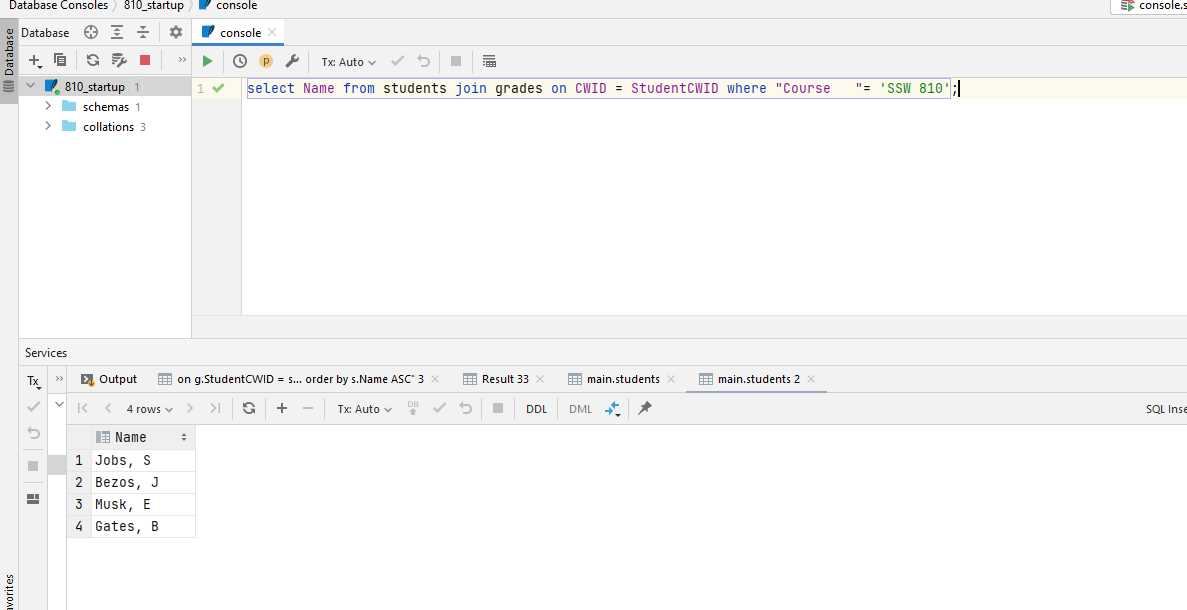 Database Consoles 810_startup console
console.s
Database console
Database
Tx: Auto
810_startup 1
schemas 1
collations 3
1 select Name from students join grades on CWID = StudentCWID where "Course   "= 'SSW 810';
Services
Tx Output on g.StudentCWID = s... order by s.Name ASC" 3 Result 33 main.students main.students 2
4 rows Tx: Auto DB DDL DML SQL Inse
Name
1 Jobs, S
2 Bezos, J
3 Musk, E
4 Gates, B
avorites